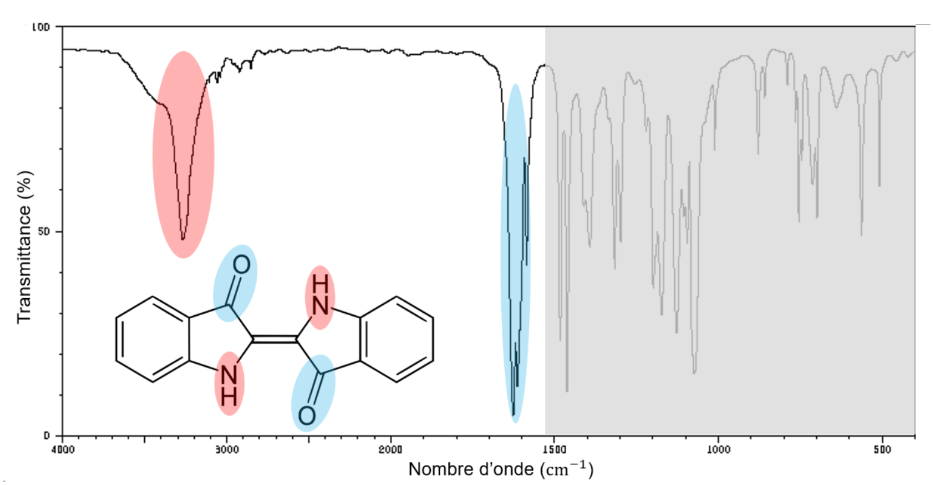 100
Transmittance (%)
50
0
4000 3000 2000 1500 1000 500
Nombre d'onde (cm⁻¹)
O
H
N
N
H
O